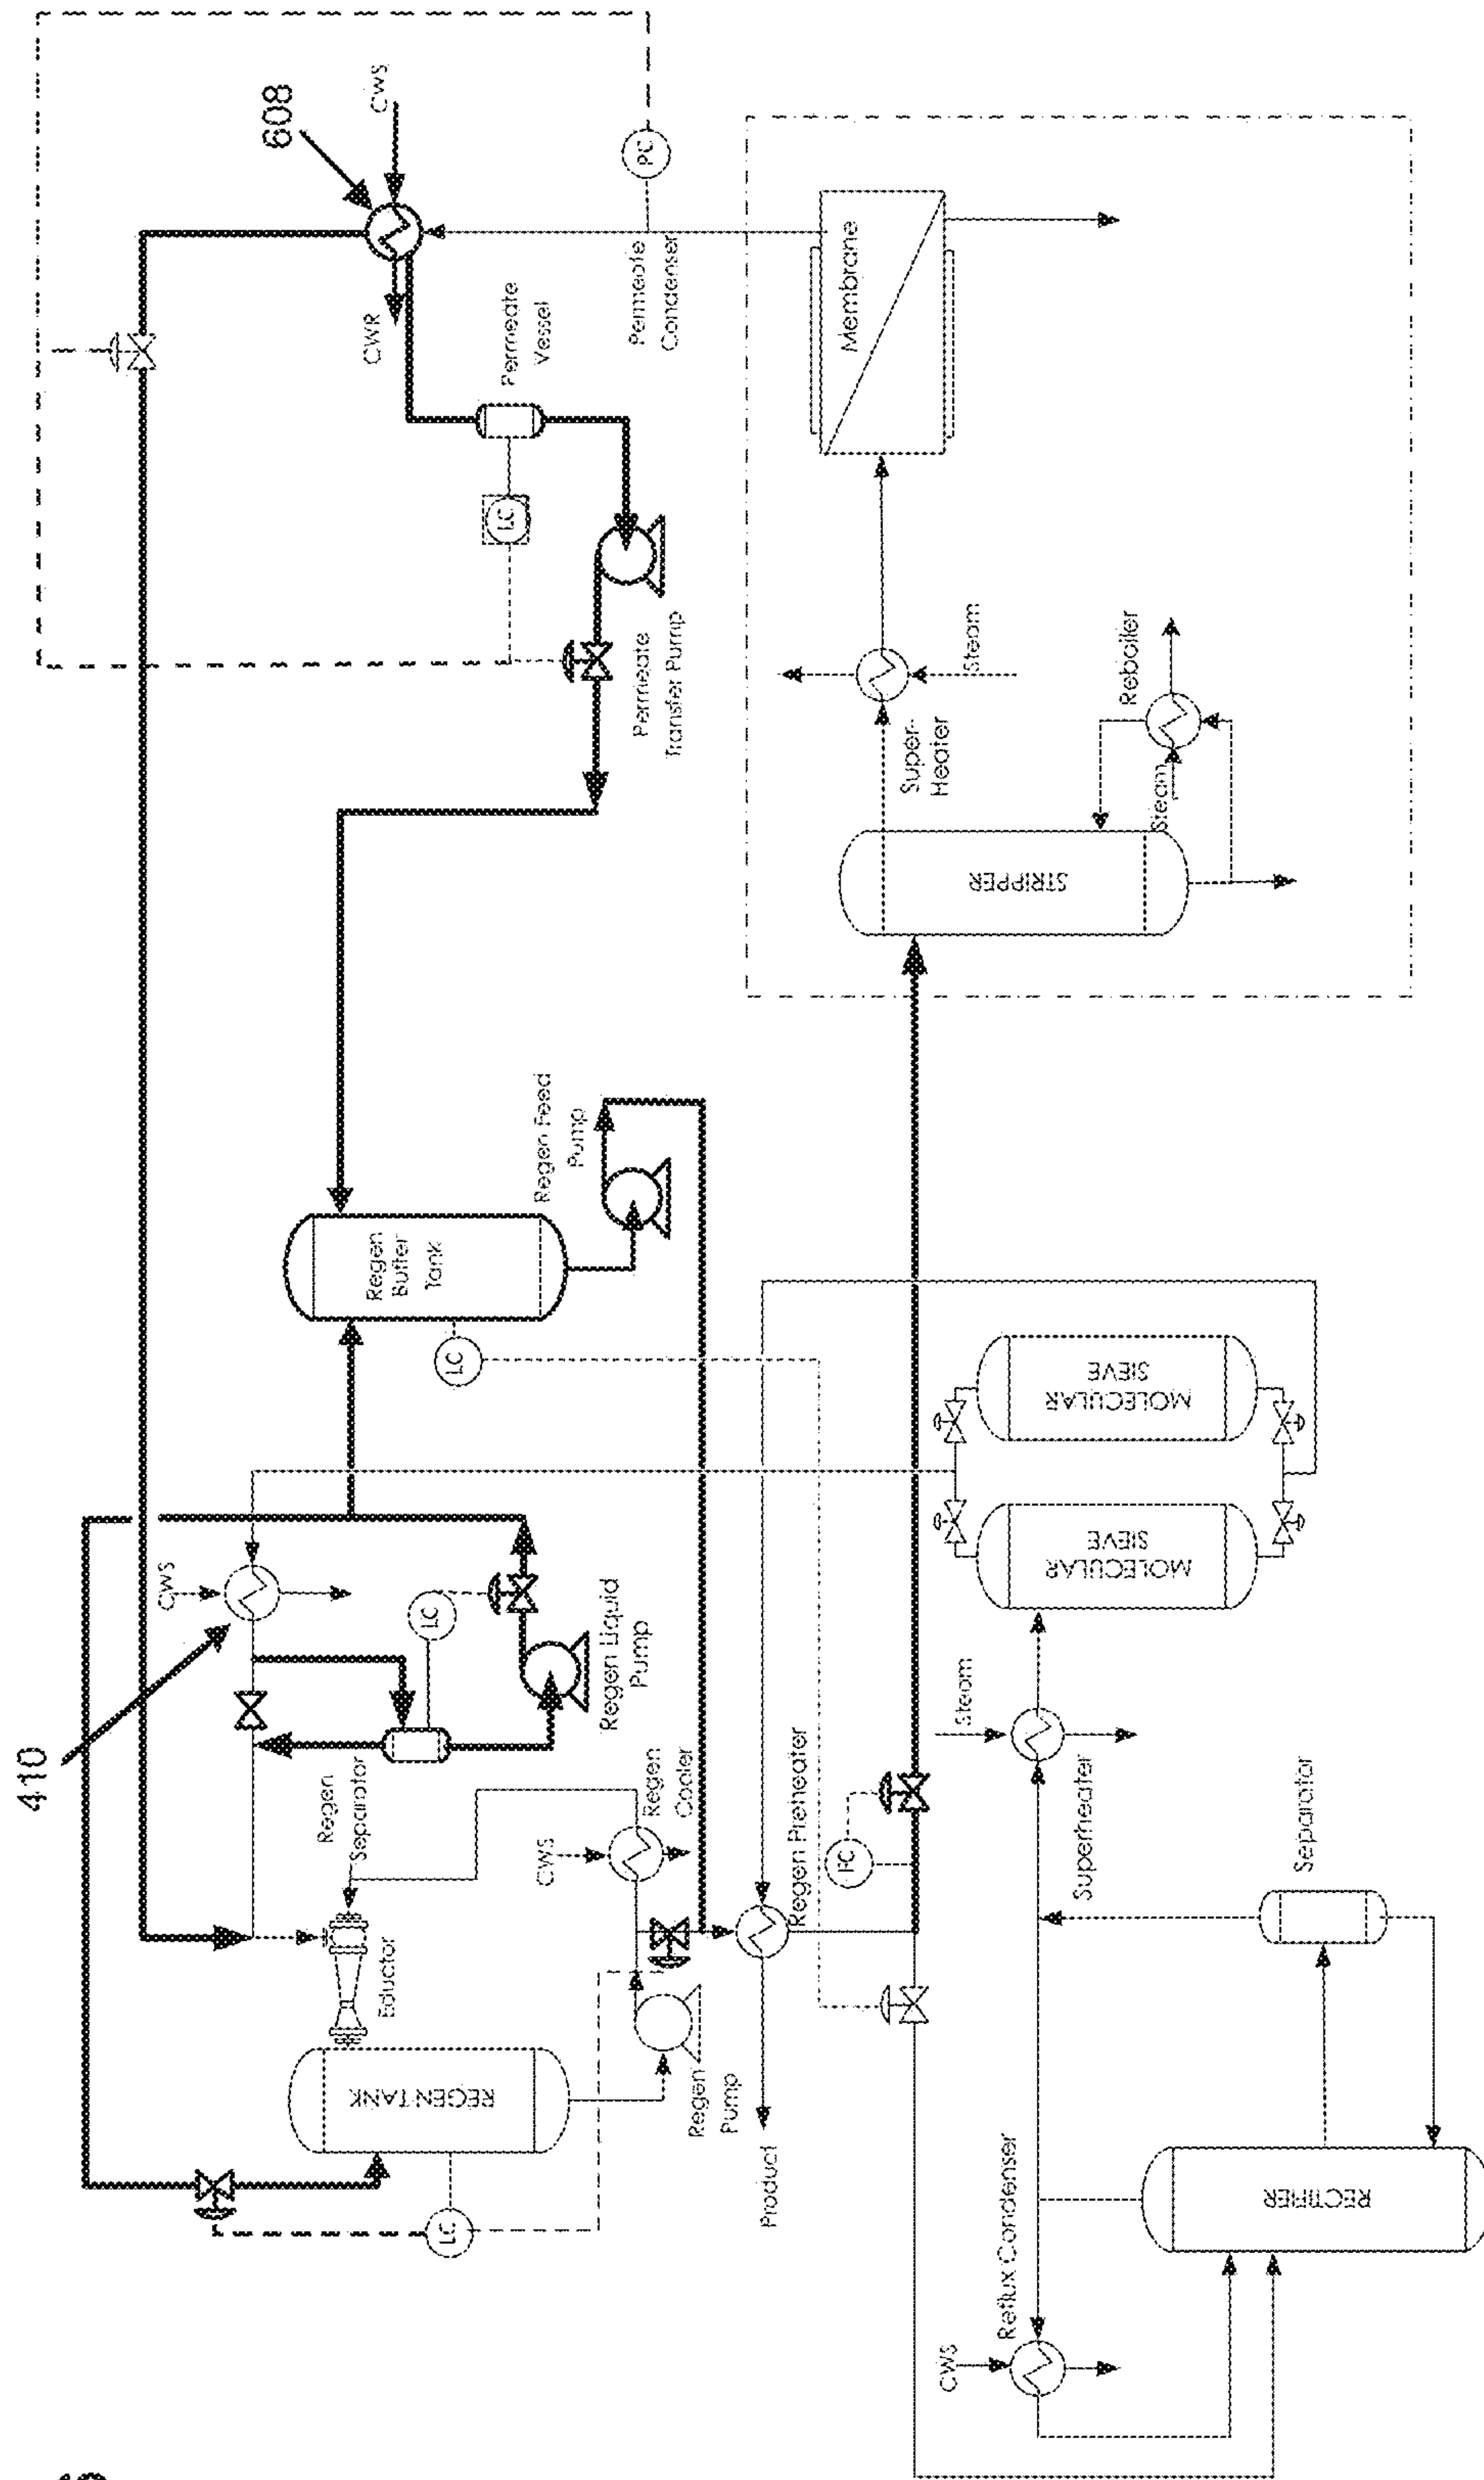 608
CWS
CWR
PC
Permeate
Condenser
Permeate
Vessel
LC
Permeate
Transfer Pump
Membrane
Super-
Heater
Steam
Reboiler
Steam
STRIPPER
Regen Feed
Pump
Regen
Buffer
Tank
LC
MOLECULAR
SIEVE
MOLECULAR
SIEVE
410
CWS
LC
Regen Liquid
Pump
Regen
Separator
Regen
Cooler
CWS
Eductor
REGEN TANK
Regen
Pump
LC
Regen Preheater
FC
Product
Steam
Superheater
Separator
Reflux Condenser
CWS
RECTIFIER